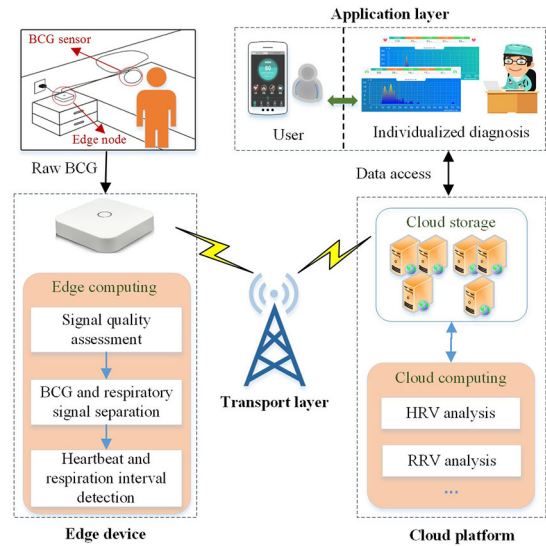 Application layer
BCG sensor
Edge node
User
Individualized diagnosis
Raw BCG
Data access
Cloud storage
Edge computing
Signal quality
assessment
BCG and respiratory
signal separation
Heartbeat and
respiration interval
detection
Transport layer
Cloud computing
HRV analysis
RRV analysis
...
Edge device
Cloud platform